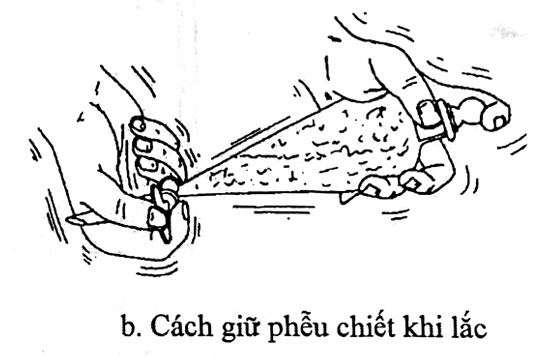 b. Cách giữ phễu chiết khi lắc